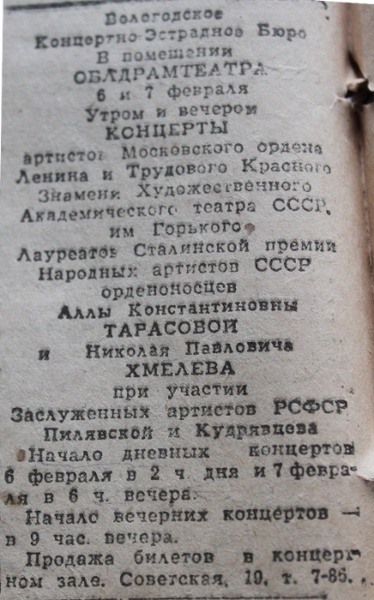 Вологодское
Концертно-Эстрадное Бюро
В помещении
ОБЛДРАМТЕАТРА
6 и 7 февраля
Утром и вечером
КОНЦЕРТЫ
артистов Московского ордена
Ленина и Трудового Красного
Знамени Художественного
Академического театра СССР,
им Горького
Лауреатов Сталинской премии
Народных артистов СССР
орденоносцев
Аллы Константиновны
ТАРАСОВОЙ
и Николая Павловича
ХМЕЛЕВА
при участии
Заслуженных артистов РСФСР
Пилявской и Кудрявцева
Начало дневных концертов
6 февраля в 2 ч. дня и 7 февра-
ля в 6 ч. вечера.
Начало вечерних концертов —
в 9 час. вечера.
Продажа билетов в концерт-
ном зале. Советская, 19, т. 7-86.